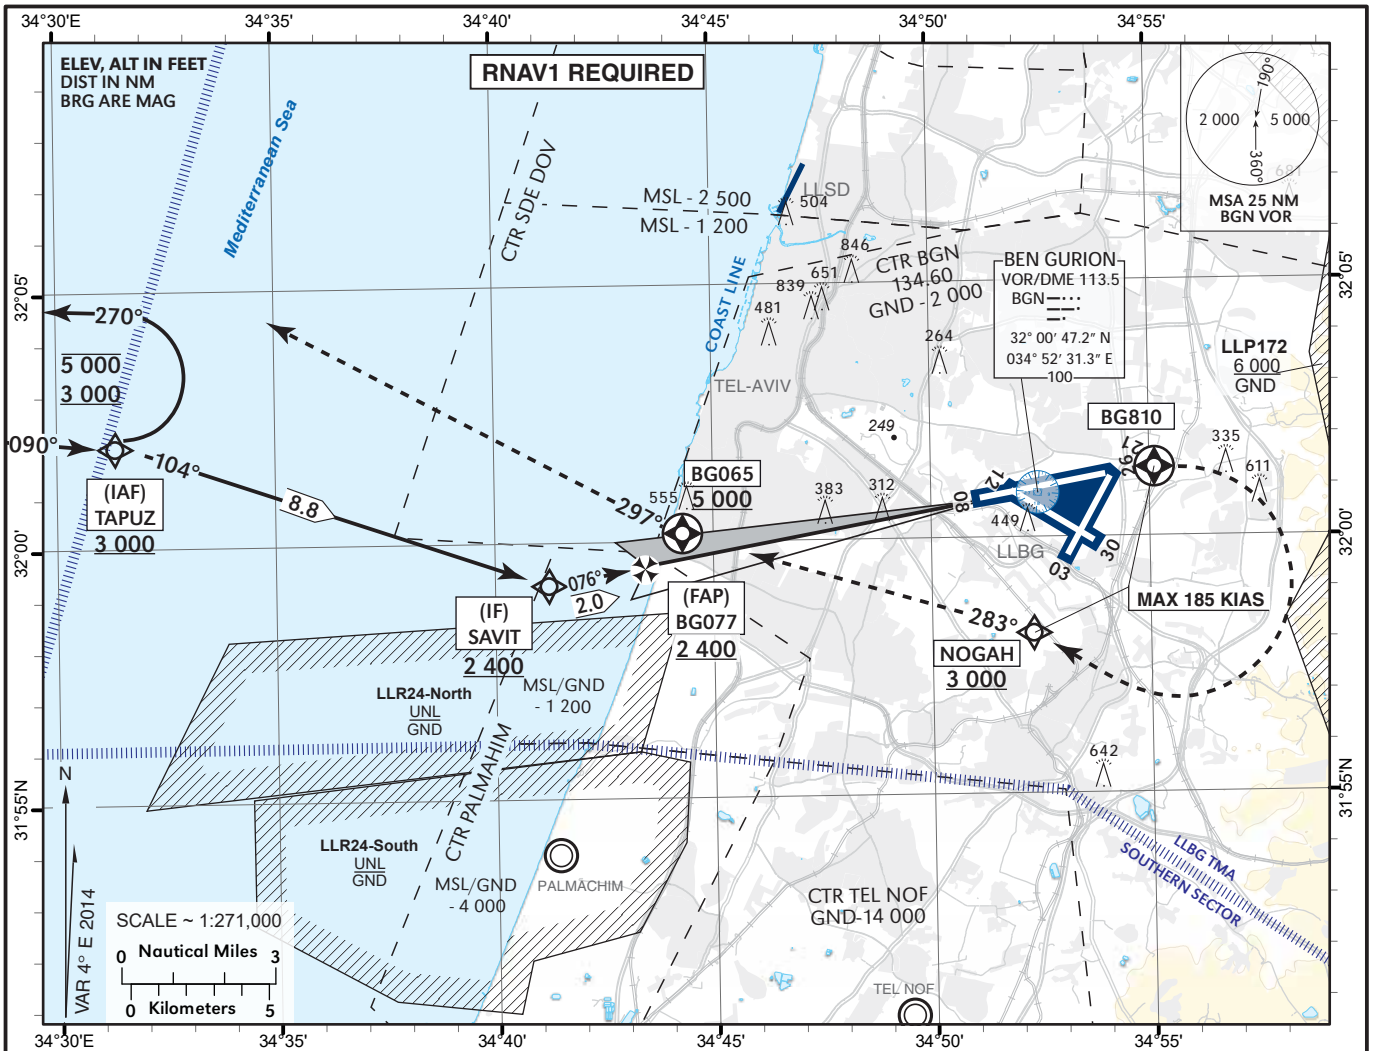 34°30'E
34°35'
34°40'
34°45'
34°50'
34°55'
ELEV, ALT IN FEET
DIST IN NM
BRG ARE MAG
RNAV1 REQUIRED
Mediterranean Sea
CTR SDE DOV
MSL - 2 500
MSL - 1 200
LLSD
504
190°
2 000
5 000
360°
681
MSA 25 NM
BGN VOR
32°05'
32°05'
COAST LINE
846
651
839
481
264
CTR BGN
134.60
GND - 2 000
BEN GURION
VOR/DME 113.5
BGN
32° 00' 47.2" N
034° 52' 31.3" E
100
LLP172
6 000
GND
270°
5 000
3 000
090°
TEL-AVIV
249
BG810
335
611
104°
(IAF)
TAPUZ
3 000
8.8
297°
555
BG065
5 000
383
312
08
12
26
21
449
LLBG
30
03
32°00'
32°00'
076°
2.0
(IF)
SAVIT
2 400
(FAP)
BG077
2 400
283°
NOGAH
3 000
MAX 185 KIAS
LLR24-North
UNL
GND
MSL/GND
- 1 200
642
N
CTR PALMAHIM
31°55'N
31°55'N
LLR24-South
UNL
GND
MSL/GND
- 4 000
PALMACHIM
CTR TEL NOF
GND-14 000
LLBG TMA
SOUTHERN SECTOR
VAR 4° E 2014
SCALE ~ 1:271,000
0 Nautical Miles 3
0 Kilometers 5
TEL NOF
34°30'E
34°35'
34°40'
34°45'
34°50'
34°55'